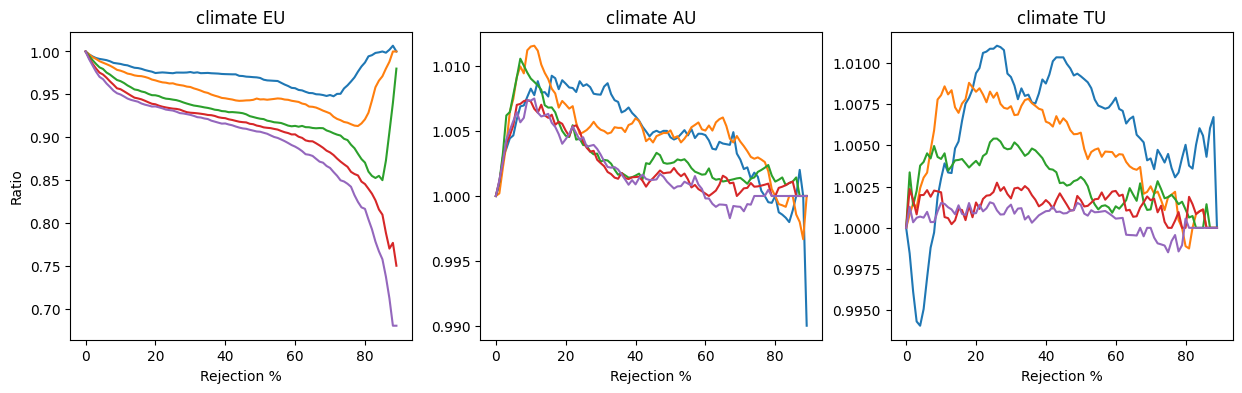 climate EU
1.00
0.95
0.90
0.85
0.80
0.75
0.70
Ratio
0 20 40 60 80
Rejection %
climate AU
1.010
1.005
1.000
0.995
0.990
0 20 40 60 80
Rejection %
climate TU
1.0100
1.0075
1.0050
1.0025
1.0000
0.9975
0.9950
0 20 40 60 80
Rejection %